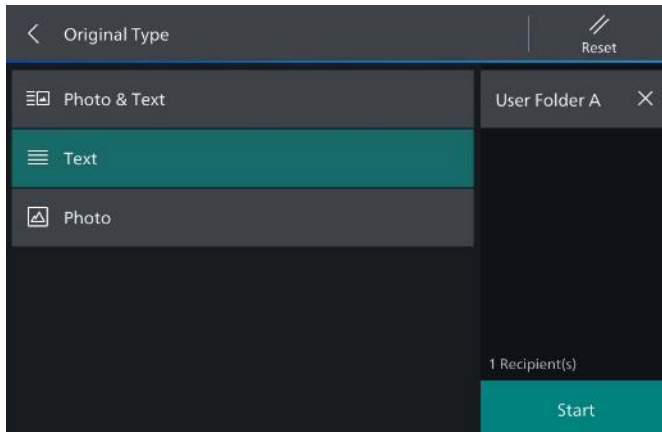 Original Type
Reset
Photo & Text
Text
Photo
User Folder A
1 Recipient(s)
Start